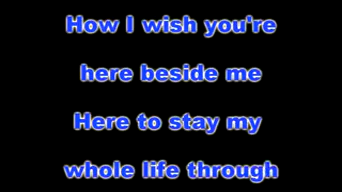 How I wish you're
here beside me
Here to stay my
whole life through